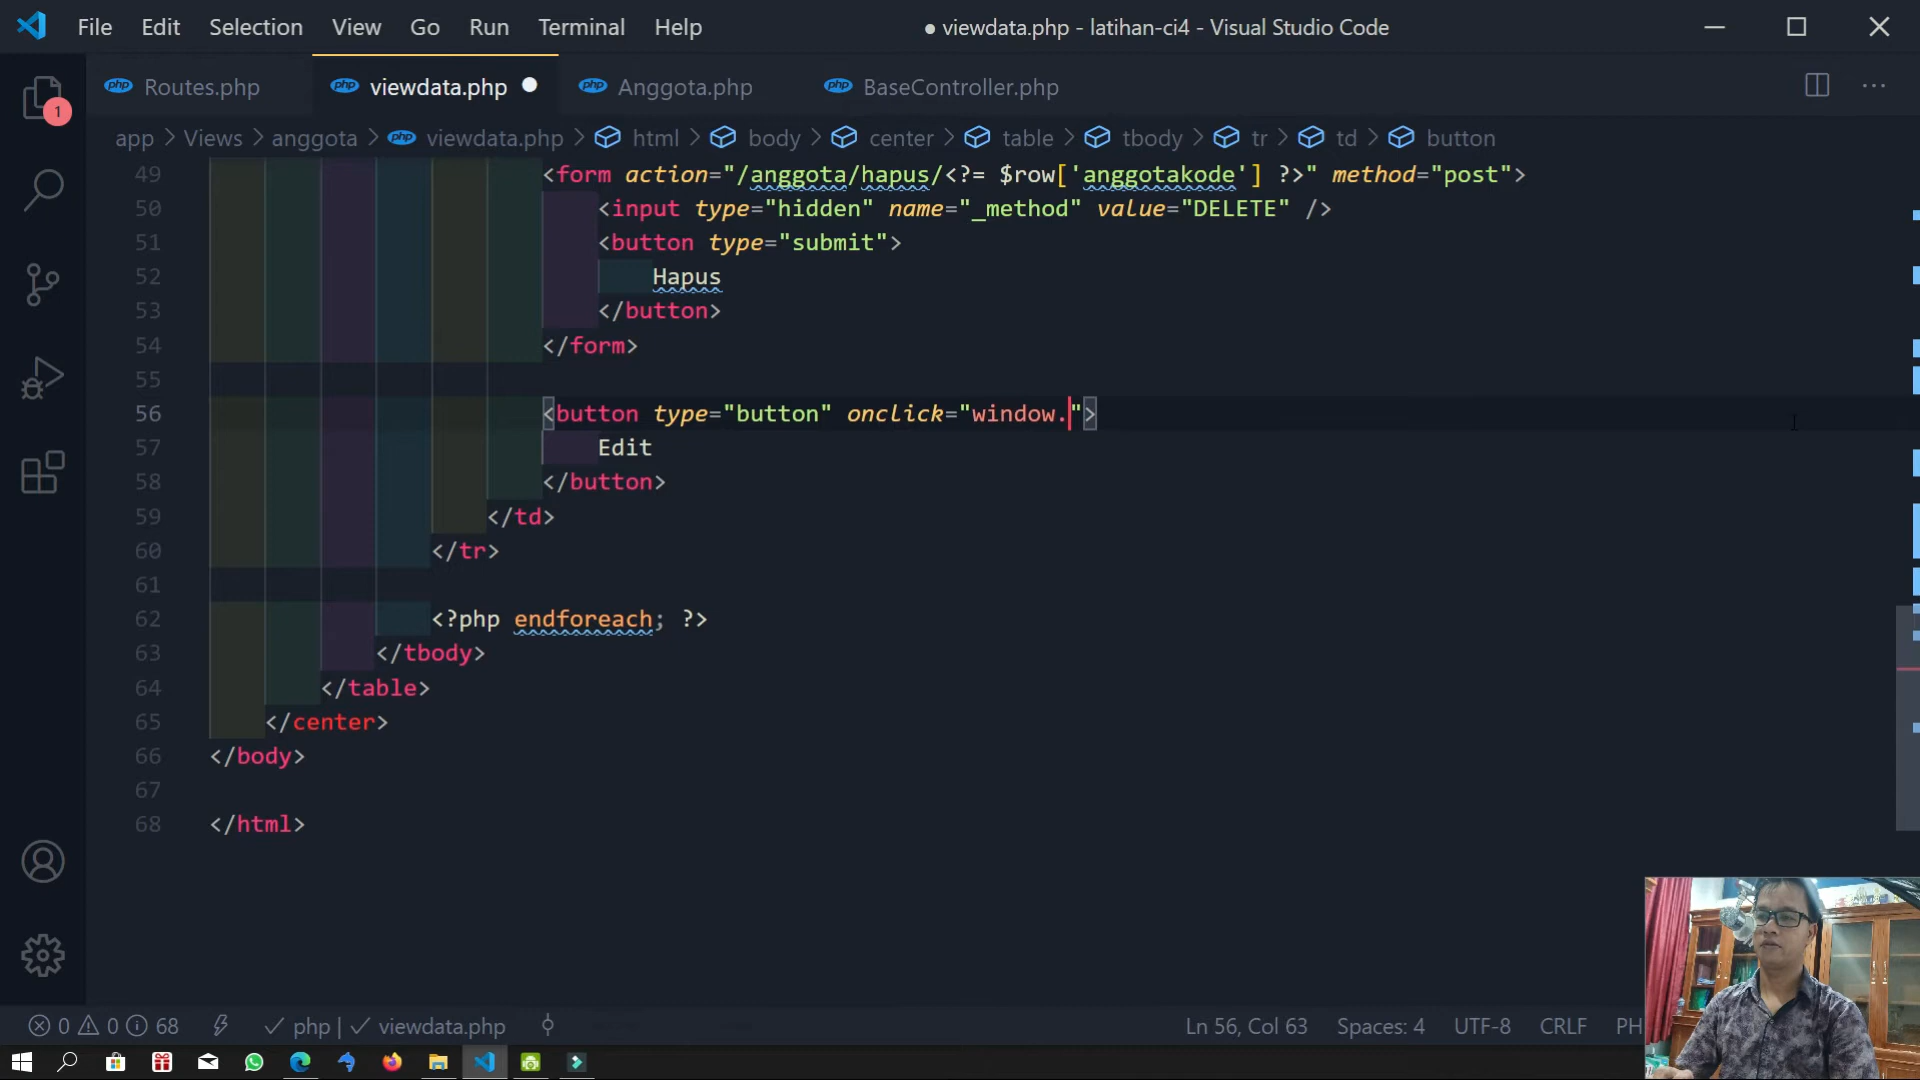 File Edit Selection View Go Run Terminal Help ● viewdata.php - latihan-ci4 - Visual Studio Code
1
Routes.php viewdata.php Anggota.php BaseController.php
app > Views > anggota > viewdata.php > html > body > center > table > tbody > tr > td > button
49 <form action="/anggota/hapus/<?= $row['anggotakode'] ?>" method="post">
50 <input type="hidden" name="_method" value="DELETE" />
51 <button type="submit">
52 Hapus
53 </button>
54 </form>
55
56 <button type="button" onclick="window.">
57 Edit
58 </button>
59 </td>
60 </tr>
61
62 <?php endforeach; ?>
63 </tbody>
64 </table>
65 </center>
66 </body>
67
68 </html>
0 0 68 php | viewdata.php Ln 56, Col 63 Spaces: 4 UTF-8 CRLF PH